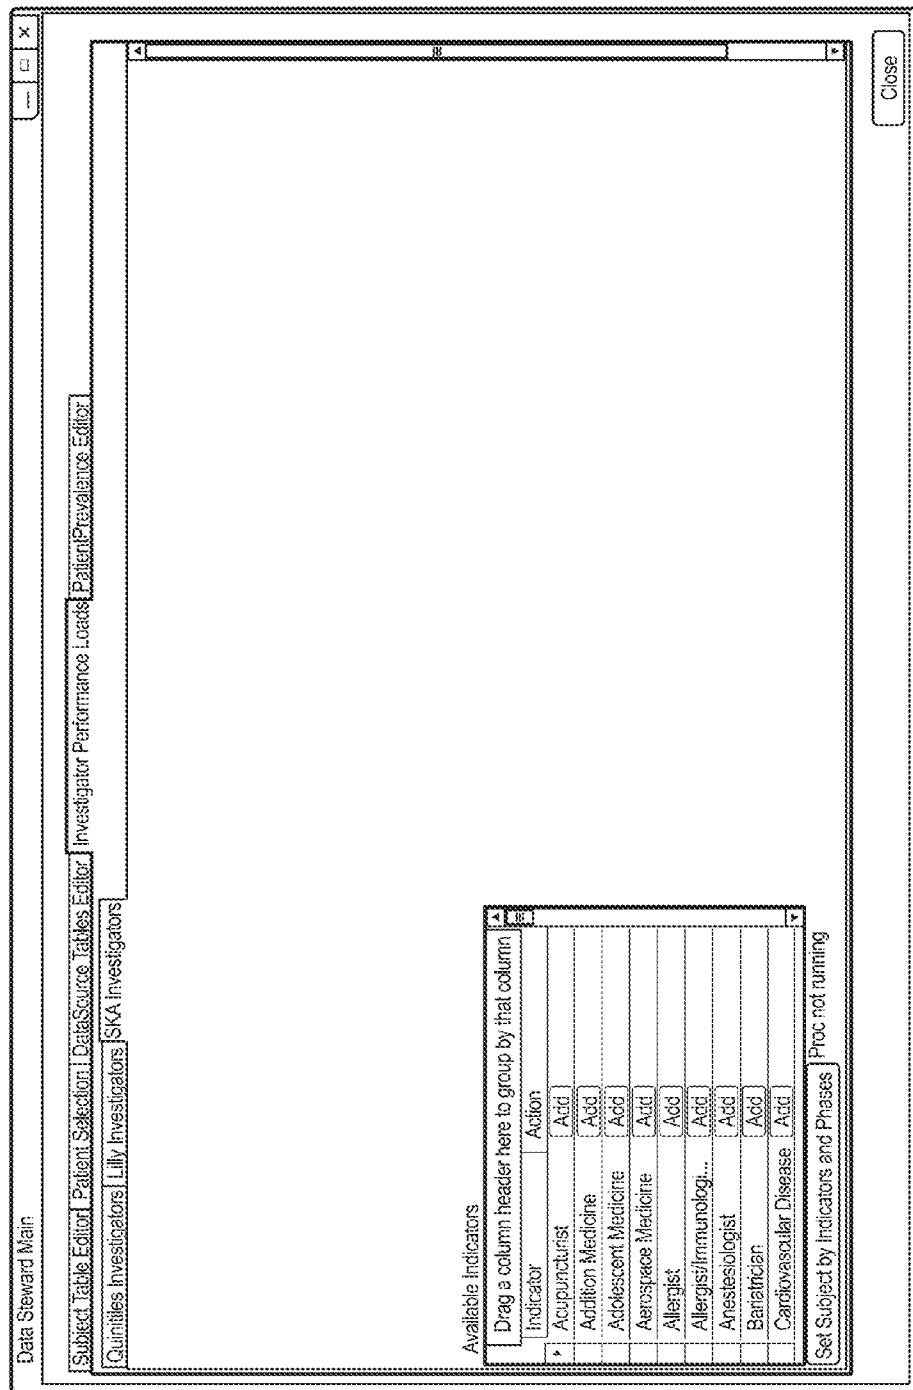 Data Steward Main
Subject Table Editor Patient Selection DataSource Tables Editor Investigator Performance Loads PatientPrevalence Editor
Quintiles Investigators Lilly Investigators SKA Investigators
Available Indicators
Drag a column header here to group by that column
Indicator Action
Acupuncturist Add
Addition Medicine Add
Adolescent Medicine Add
Aerospace Medicine Add
Allergist Add
Allergist/Immunologi... Add
Anestesiologist Add
Bariatrician Add
Cardiovascular Disease Add
Set Subject by Indicators and Phases Proc not running
Close